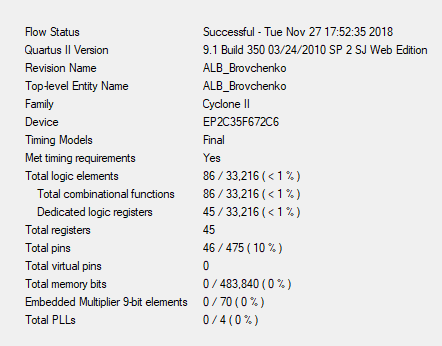 Flow Status Successful - Tue Nov 27 17:52:35 2018
Quartus II Version 9.1 Build 350 03/24/2010 SP 2 SJ Web Edition
Revision Name ALB_Brovchenko
Top-level Entity Name ALB_Brovchenko
Family Cyclone II
Device EP2C35F672C6
Timing Models Final
Met timing requirements Yes
Total logic elements 86 / 33,216 ( < 1 % )
Total combinational functions 86 / 33,216 ( < 1 % )
Dedicated logic registers 45 / 33,216 ( < 1 % )
Total registers 45
Total pins 46 / 475 ( 10 % )
Total virtual pins 0
Total memory bits 0 / 483,840 ( 0 % )
Embedded Multiplier 9-bit elements 0 / 70 ( 0 % )
Total PLLs 0 / 4 ( 0 % )